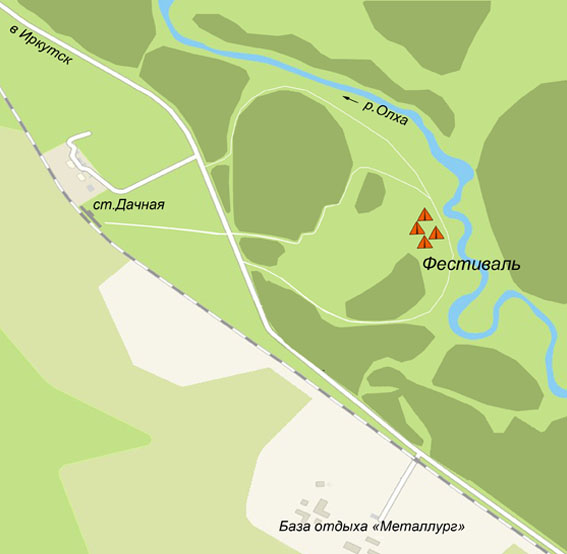 в Иркутск
р.Олха
ст.Дачная
Фестиваль
База отдыха «Металлург»